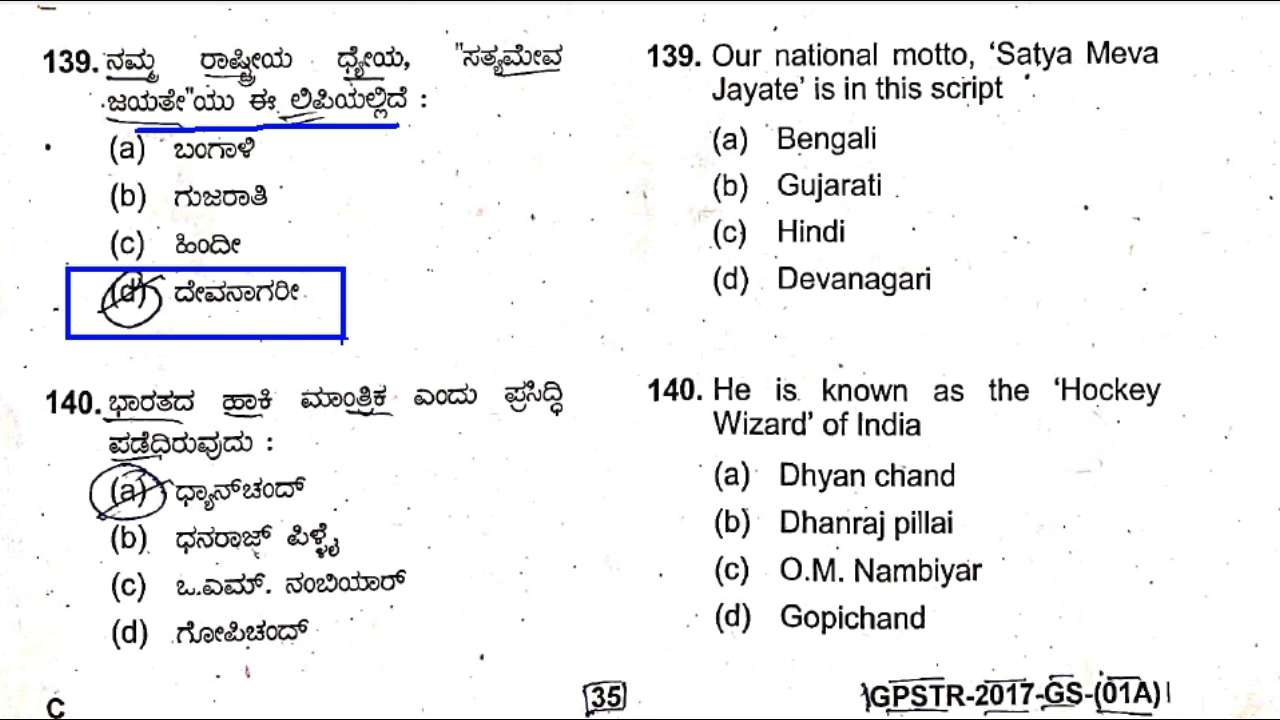 139. ನಮ್ಮ ರಾಷ್ಟ್ರೀಯ ಧ್ಯೇಯ, "ಸತ್ಯಮೇವ
ಜಯತೇ"ಯು ಈ ಲಿಪಿಯಲ್ಲಿದೆ :
(a) ಬಂಗಾಳಿ
(b) ಗುಜರಾತಿ
(c) ಹಿಂದೀ
(d) ದೇವನಾಗರೀ
140. ಭಾರತದ ಹಾಕಿ ಮಾಂತ್ರಿಕ ಎಂದು ಪ್ರಸಿದ್ಧಿ
ಪಡೆದಿರುವುದು :
(a) ಧ್ಯಾನ್‌ಚಂದ್
(b) ಧನರಾಜ್ ಪಿಳ್ಳೈ
(c) ಒ.ಎಮ್. ನಂಬಿಯಾರ್
(d) ಗೋಪಿಚಂದ್
139. Our national motto, ‘Satya Meva
Jayate’ is in this script :
(a) Bengali
(b) Gujarati
(c) Hindi
(d) Devanagari
140. He is known as the ‘Hockey
Wizard’ of India
(a) Dhyan chand
(b) Dhanraj pillai
(c) O.M. Nambiyar
(d) Gopichand
C
35
GPSTR-2017-GS-(01A)